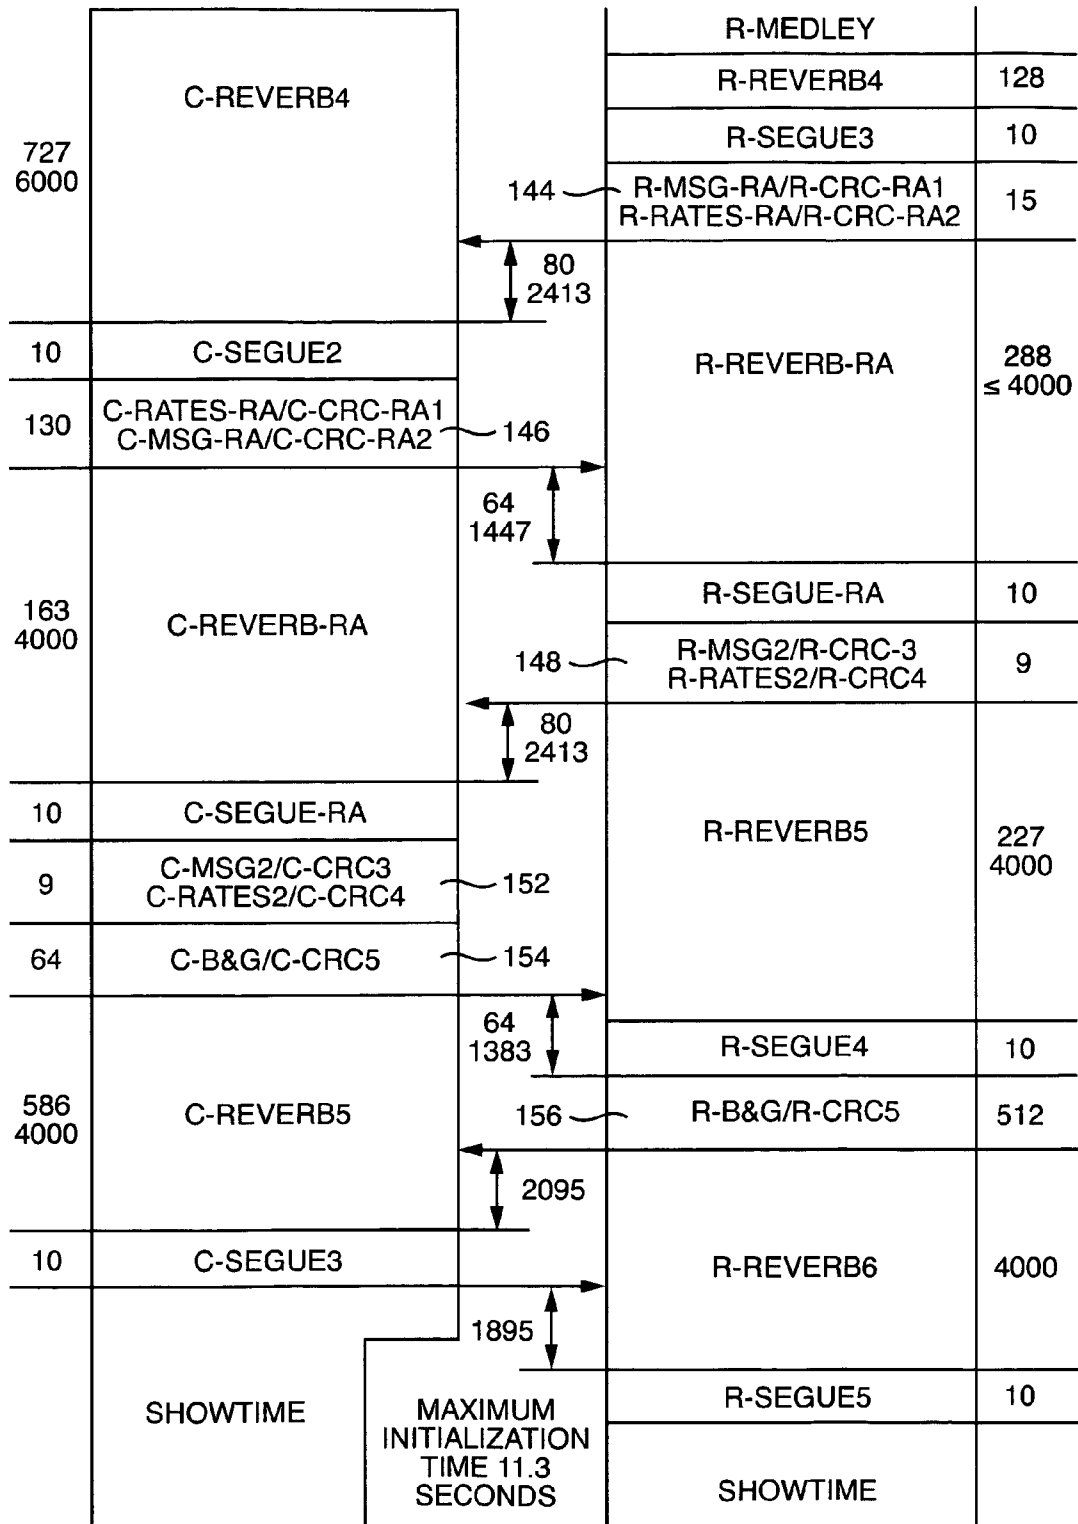 R-MEDLEY
C-REVERB4
R-REVERB4
128
R-SEGUE3
10
727
6000
144
R-MSG-RA/R-CRC-RA1
R-RATES-RA/R-CRC-RA2
15
80
2413
10
C-SEGUE2
R-REVERB-RA
288
≤ 4000
130
C-RATES-RA/C-CRC-RA1
C-MSG-RA/C-CRC-RA2
146
64
1447
R-SEGUE-RA
10
163
4000
C-REVERB-RA
148
R-MSG2/R-CRC-3
R-RATES2/R-CRC4
9
80
2413
10
C-SEGUE-RA
R-REVERB5
227
4000
9
C-MSG2/C-CRC3
C-RATES2/C-CRC4
152
64
C-B&G/C-CRC5
154
64
1383
R-SEGUE4
10
586
4000
C-REVERB5
156
R-B&G/R-CRC5
512
2095
10
C-SEGUE3
R-REVERB6
4000
1895
SHOWTIME
MAXIMUM
INITIALIZATION
TIME 11.3
SECONDS
R-SEGUE5
10
SHOWTIME